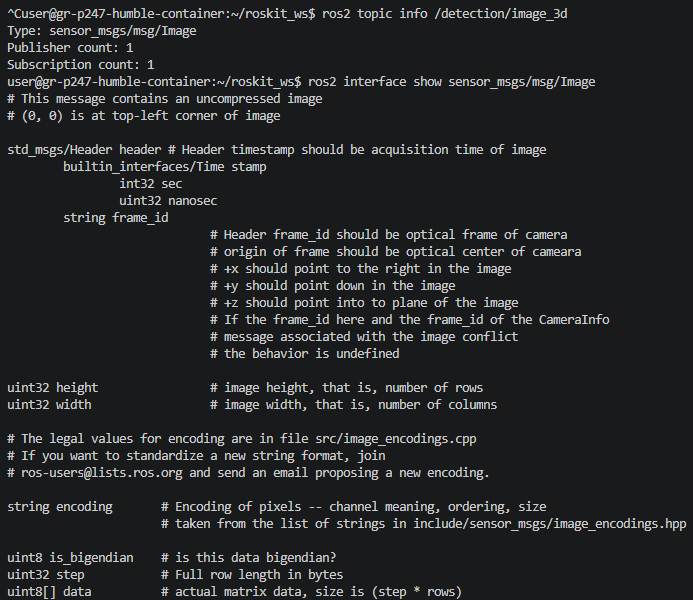 ^Cuser@gr-p247-humble-container:~/roskit_ws$ ros2 topic info /detection/image_3d
Type: sensor_msgs/msg/Image
Publisher count: 1
Subscription count: 1
user@gr-p247-humble-container:~/roskit_ws$ ros2 interface show sensor_msgs/msg/Image
# This message contains an uncompressed image
# (0, 0) is at top-left corner of image
std_msgs/Header header # Header timestamp should be acquisition time of image
builtin_interfaces/Time stamp
int32 sec
uint32 nanosec
string frame_id
# Header frame_id should be optical frame of camera
# origin of frame should be optical center of cameara
# +x should point to the right in the image
# +y should point down in the image
# +z should point into to plane of the image
# If the frame_id here and the frame_id of the CameraInfo
# message associated with the image conflict
# the behavior is undefined
uint32 height # image height, that is, number of rows
uint32 width # image width, that is, number of columns
# The legal values for encoding are in file src/image_encodings.cpp
# If you want to standardize a new string format, join
# ros-users@lists.ros.org and send an email proposing a new encoding.
string encoding # Encoding of pixels -- channel meaning, ordering, size
# taken from the list of strings in include/sensor_msgs/image_encodings.hpp
uint8 is_bigendian # is this data bigendian?
uint32 step # Full row length in bytes
uint8[] data # actual matrix data, size is (step * rows)